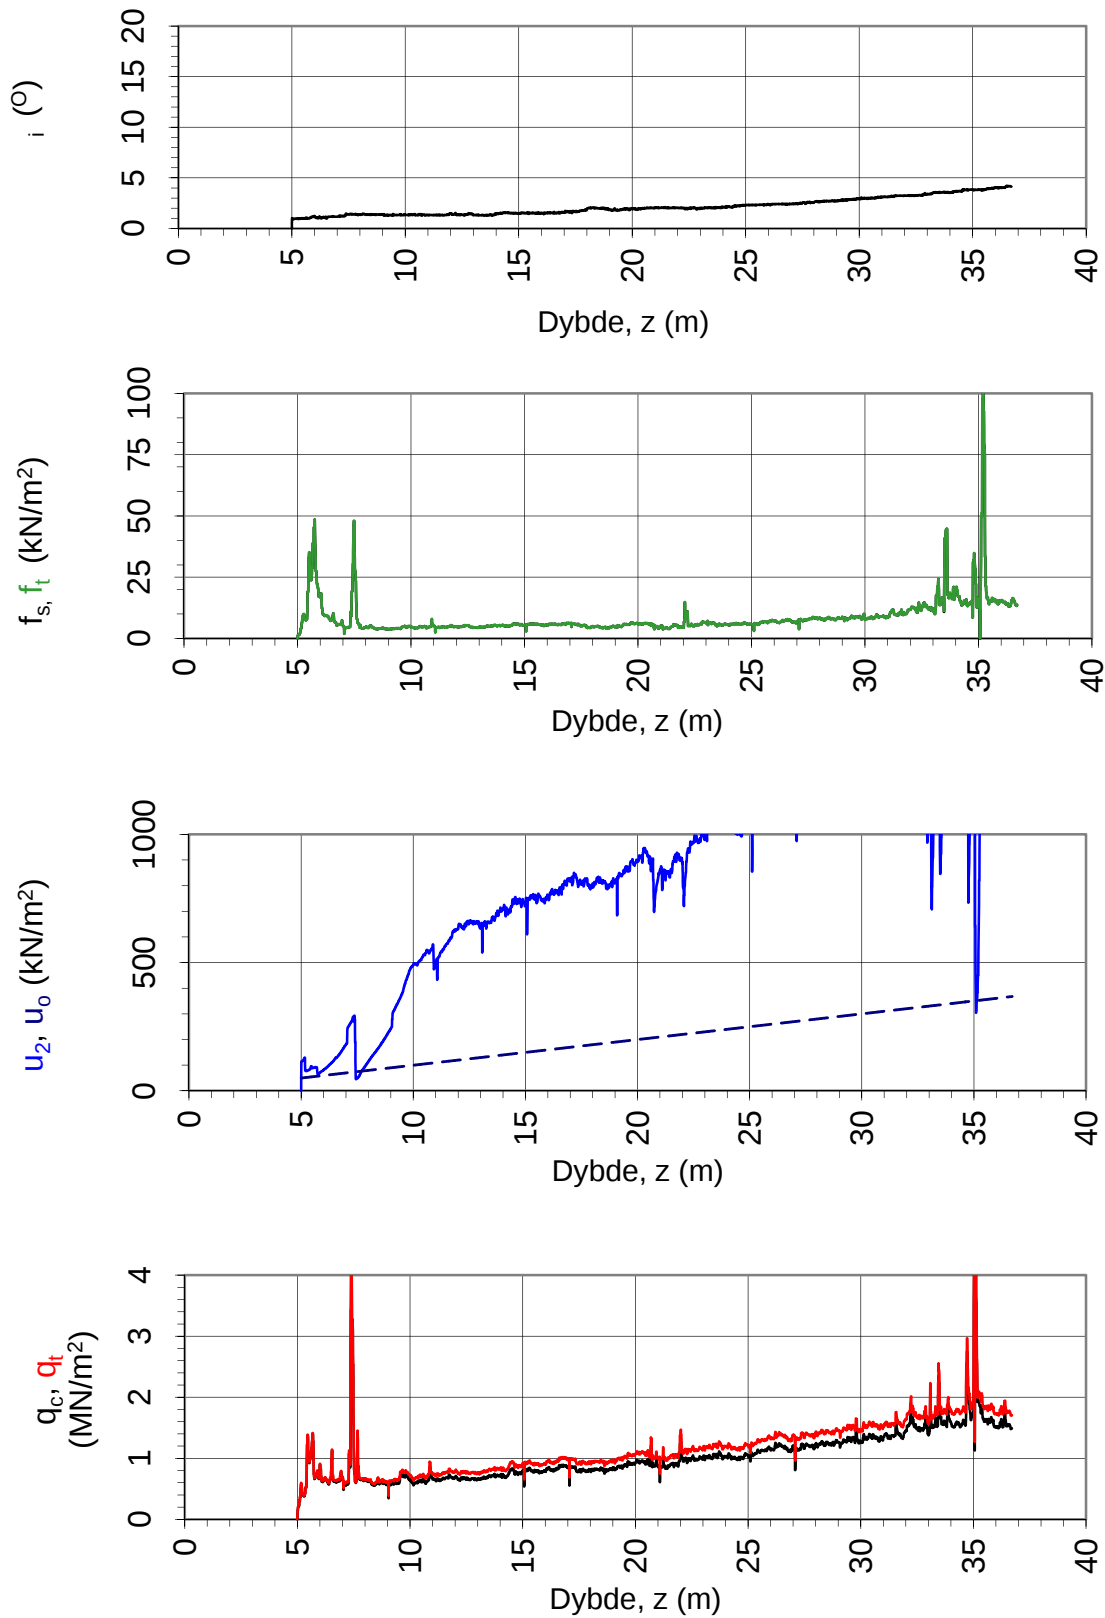 i (O)
20
15
10
5
0
0 5 10 15 20 25 30 35 40
Dybde, z (m)
fs, ft (kN/m2)
100
75
50
25
0
0 5 10 15 20 25 30 35 40
Dybde, z (m)
u2, uo (kN/m2)
1000
500
0
0 5 10 15 20 25 30 35 40
Dybde, z (m)
qc, qt
(MN/m2)
4
3
2
1
0
0 5 10 15 20 25 30 35 40
Dybde, z (m)